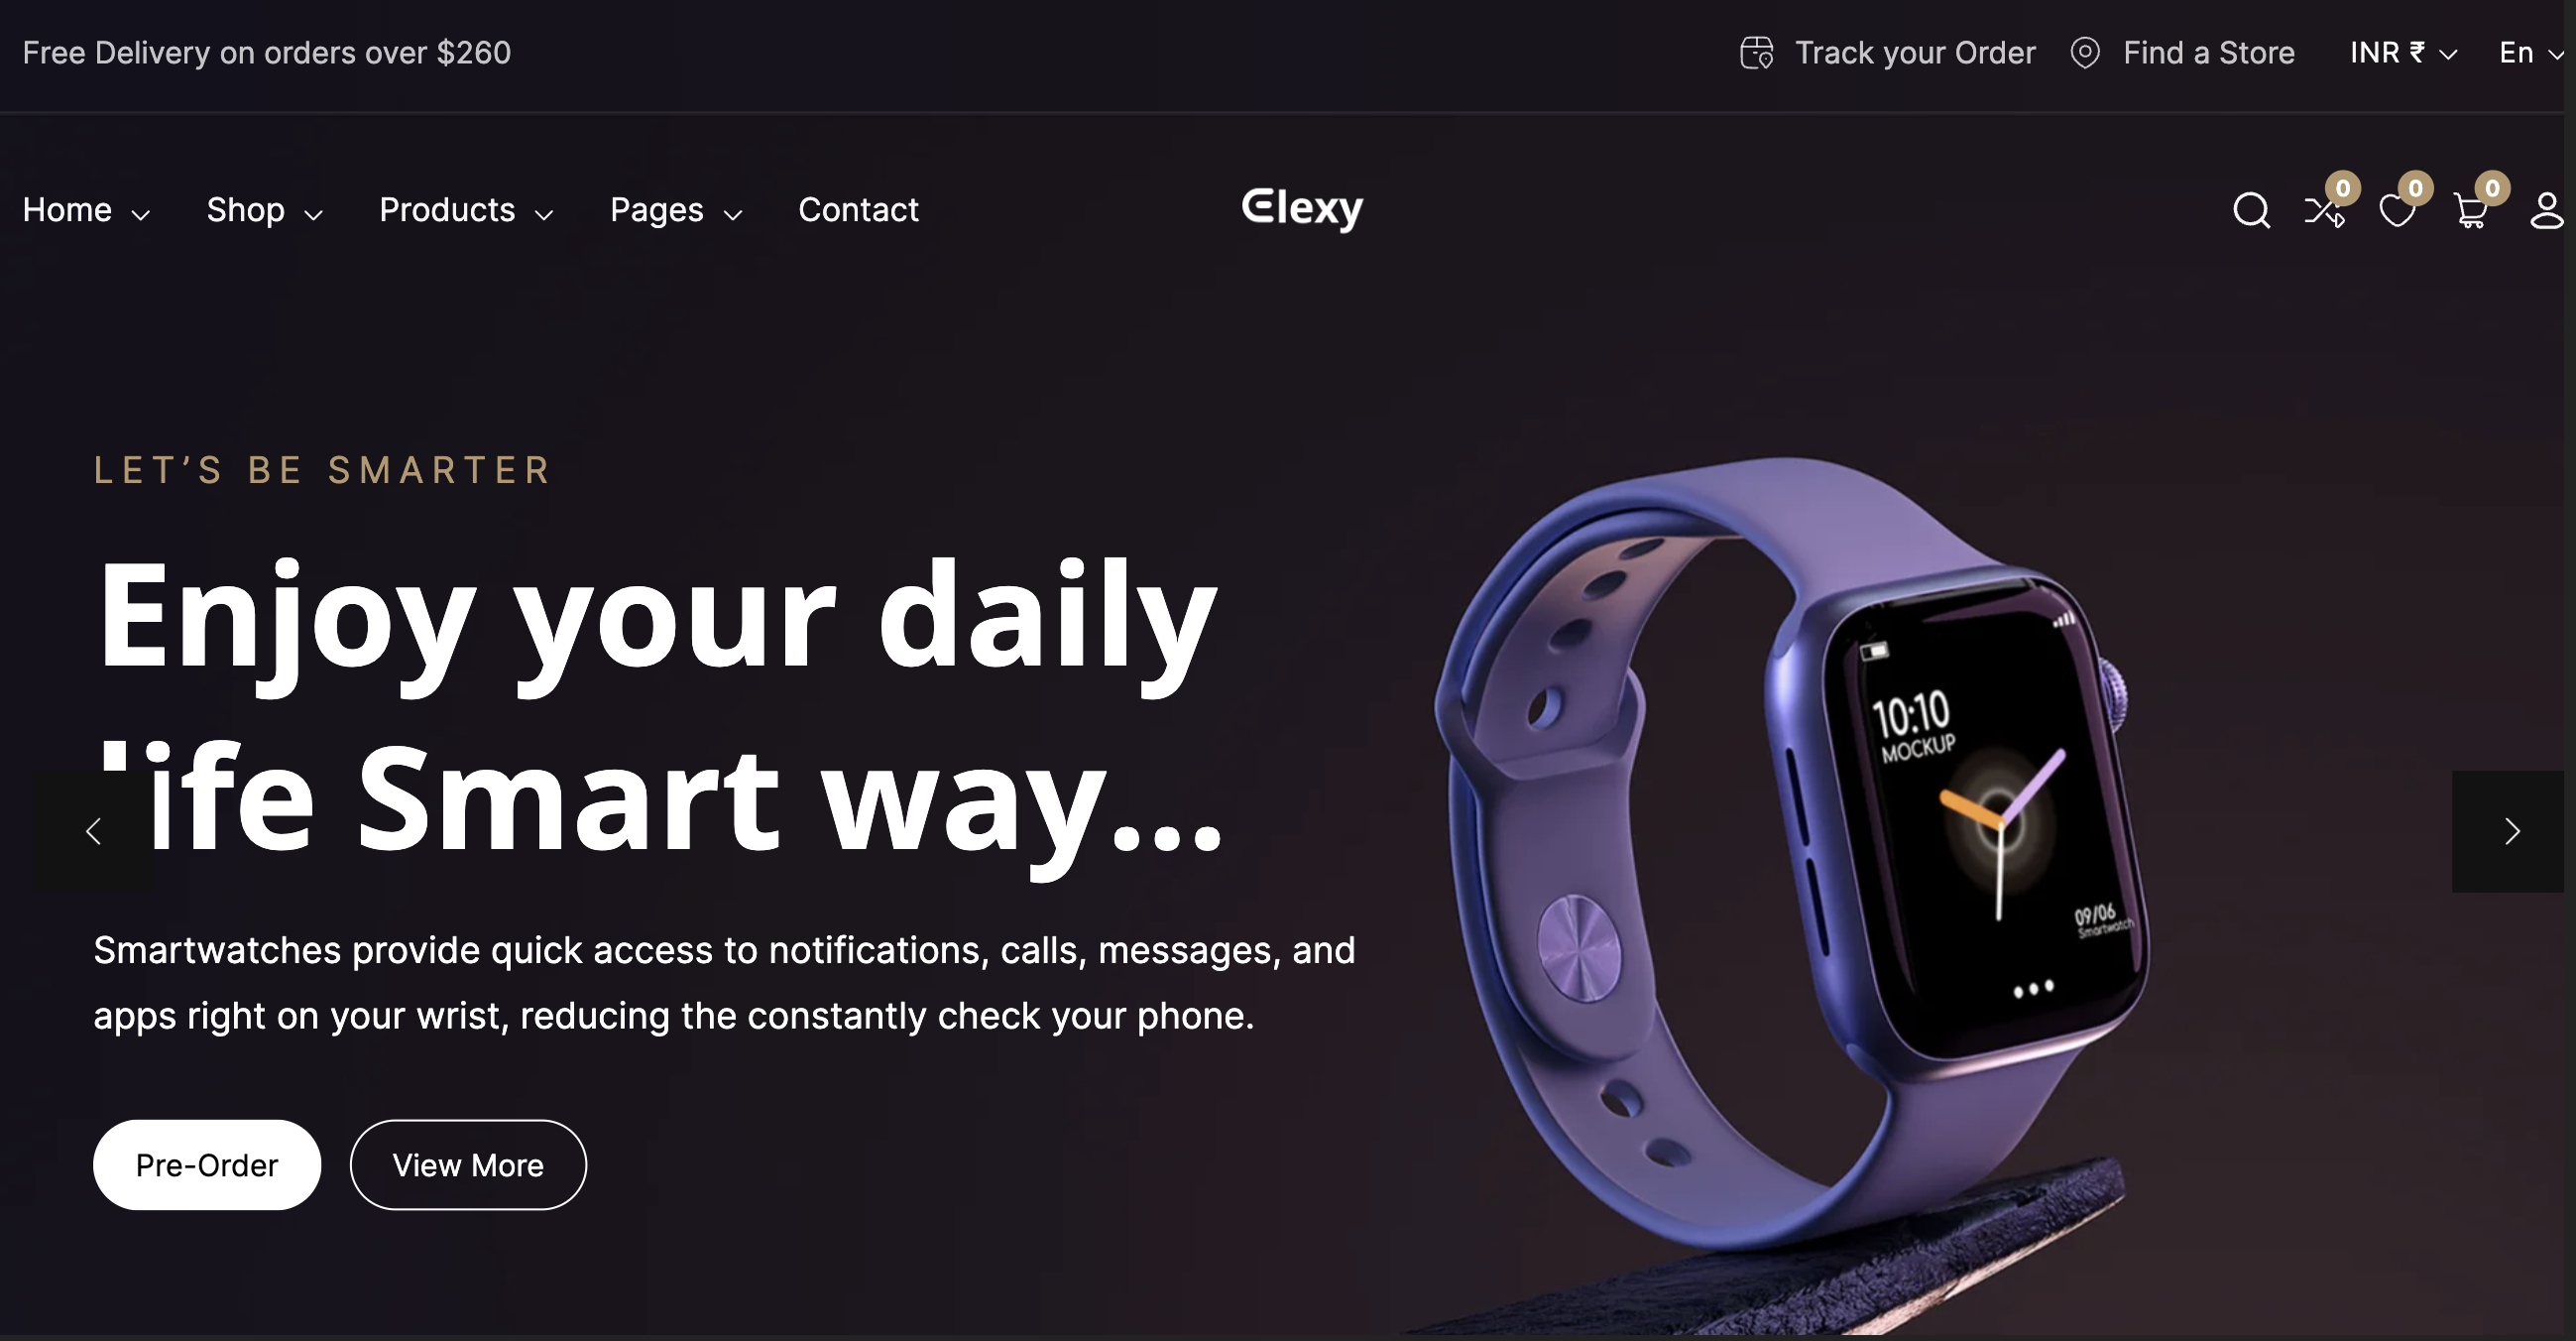 Free Delivery on orders over $260
Track your Order
Find a Store
INR ₹
En
Home
Shop
Products
Pages
Contact
Elexy
0
0
0
LET’S BE SMARTER
Enjoy your daily
life Smart way...
Smartwatches provide quick access to notifications, calls, messages, and
apps right on your wrist, reducing the constantly check your phone.
Pre-Order
View More
10:10
MOCKUP
09/06
Smartwatch